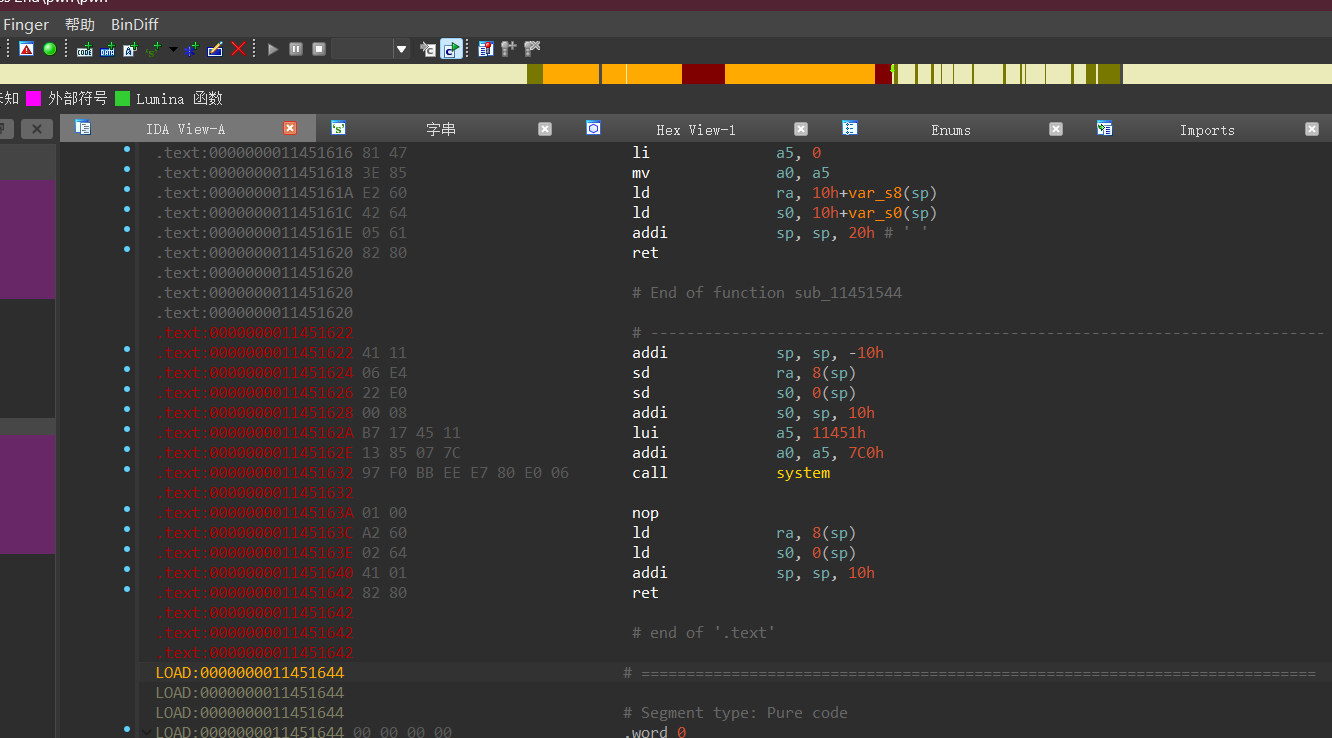 Finger 帮助 BinDiff
外部符号 Lumina 函数
IDA View-A 字串 Hex View-1 Enums Imports
.text:0000000011451616 81 47 li a5, 0
.text:0000000011451618 3E 85 mv a0, a5
.text:000000001145161A E2 60 ld ra, 10h+var_s8(sp)
.text:000000001145161C 42 64 ld s0, 10h+var_s0(sp)
.text:000000001145161E 05 61 addi sp, sp, 20h # ' '
.text:0000000011451620 82 80 ret
.text:0000000011451620
.text:0000000011451620 # End of function sub_11451544
.text:0000000011451620
.text:0000000011451622 # ---------------------------------------------------------------------------
.text:0000000011451622 41 11 addi sp, sp, -10h
.text:0000000011451624 06 E4 sd ra, 8(sp)
.text:0000000011451626 22 E0 sd s0, 0(sp)
.text:0000000011451628 00 08 addi s0, sp, 10h
.text:000000001145162A B7 17 45 11 lui a5, 11451h
.text:000000001145162E 13 85 07 7C addi a0, a5, 7C0h
.text:0000000011451632 97 F0 BB EE E7 80 E0 06 call system
.text:0000000011451632
.text:000000001145163A 01 00 nop
.text:000000001145163C A2 60 ld ra, 8(sp)
.text:000000001145163E 02 64 ld s0, 0(sp)
.text:0000000011451640 41 01 addi sp, sp, 10h
.text:0000000011451642 82 80 ret
.text:0000000011451642
.text:0000000011451642 # end of '.text'
.text:0000000011451642
LOAD:0000000011451644 # ===========================================================================
LOAD:0000000011451644
LOAD:0000000011451644 # Segment type: Pure code
LOAD:0000000011451644 00 00 00 00 .word 0